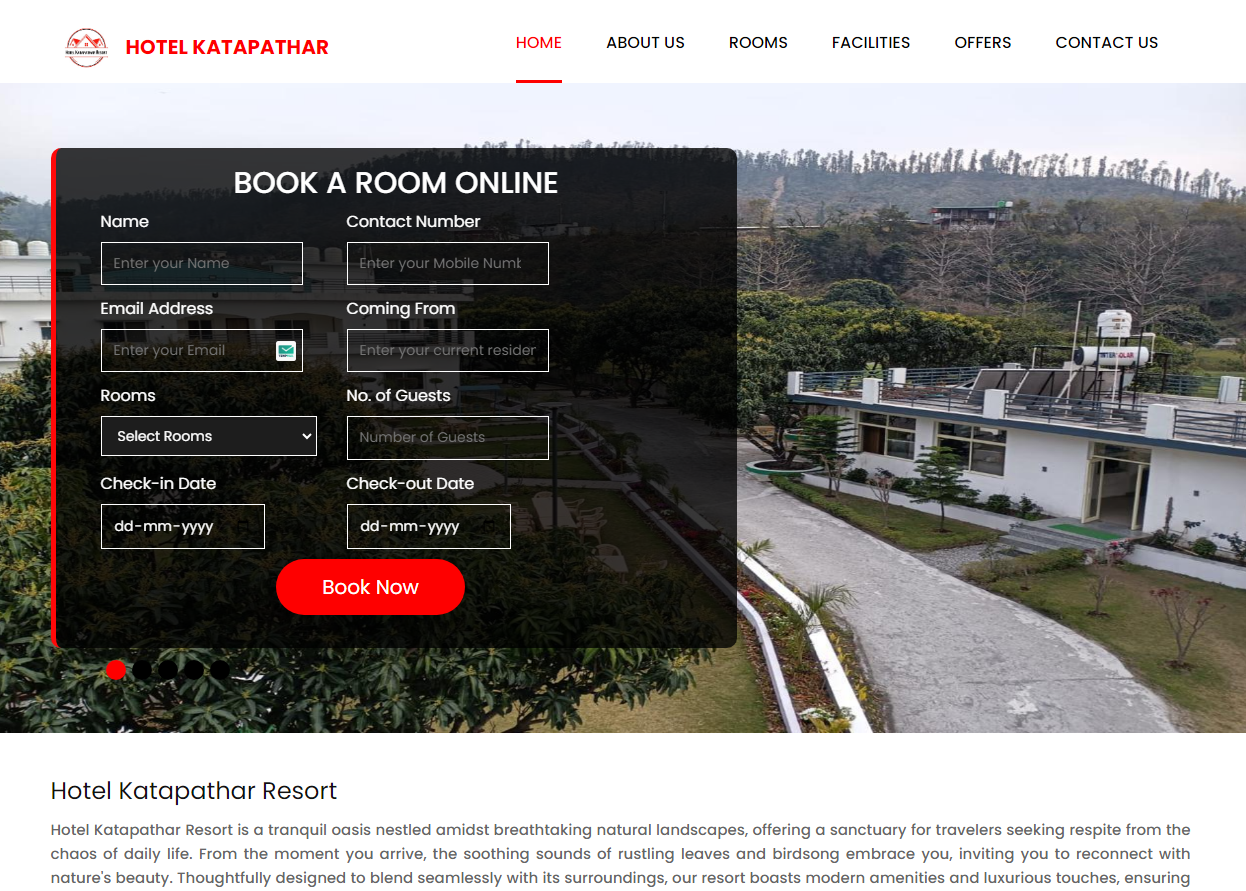 HOTEL KATAPATHAR
HOME
ABOUT US
ROOMS
FACILITIES
OFFERS
CONTACT US
BOOK A ROOM ONLINE
Name
Contact Number
Enter your Name
Enter your Mobile Numb
Email Address
Coming From
Enter your Email
Enter your current residen
Rooms
No. of Guests
Select Rooms
Number of Guests
Check-in Date
Check-out Date
dd-mm-yyyy
dd-mm-yyyy
Book Now
Hotel Katapathar Resort
Hotel Katapathar Resort is a tranquil oasis nestled amidst breathtaking natural landscapes, offering a sanctuary for travelers seeking respite from the
chaos of daily life. From the moment you arrive, the soothing sounds of rustling leaves and birdsong embrace you, inviting you to reconnect with
nature's beauty. Thoughtfully designed to blend seamlessly with its surroundings, our resort boasts modern amenities and luxurious touches, ensuring